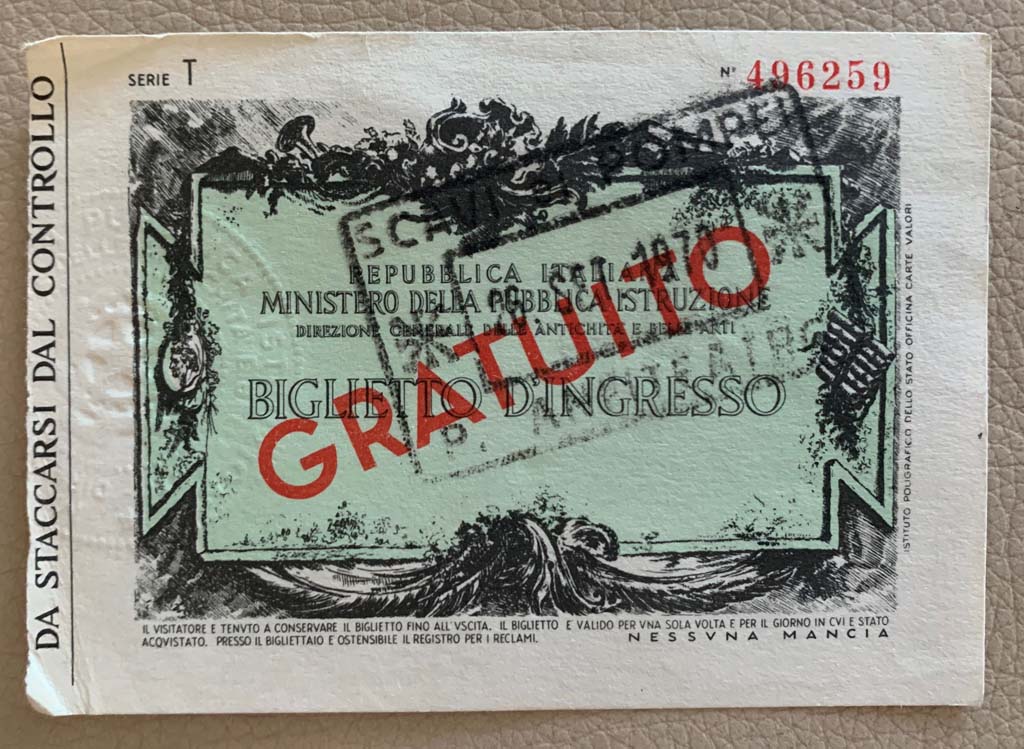 SERIE T
Nº 496259
DA STACCARSI DAL CONTROLLO
SCAVI DI POMPEI
SET. 1970
P. ANFITEATRO
REPUBBLICA ITALIANA
MINISTERO DELLA PUBBLICA ISTRUZIONE
DIREZIONE GENERALE DELLE ANTICHITA E BELLE ARTI
BIGLIETTO D'INGRESSO
GRATUITO
ISTITUTO POLIGRAFICO DELLO STATO OFFICINA CARTE VALORI
IL VISITATORE E TENVTO A CONSERVARE IL BIGLIETTO FINO ALL'VSCITA. IL BIGLIETTO E VALIDO PER VNA SOLA VOLTA E PER IL GIORNO IN CVI E STATO
ACQVISTATO. PRESSO IL BIGLIETTAIO E OSTENSIBILE IL REGISTRO PER I RECLAMI. NESSVNA MANCIA